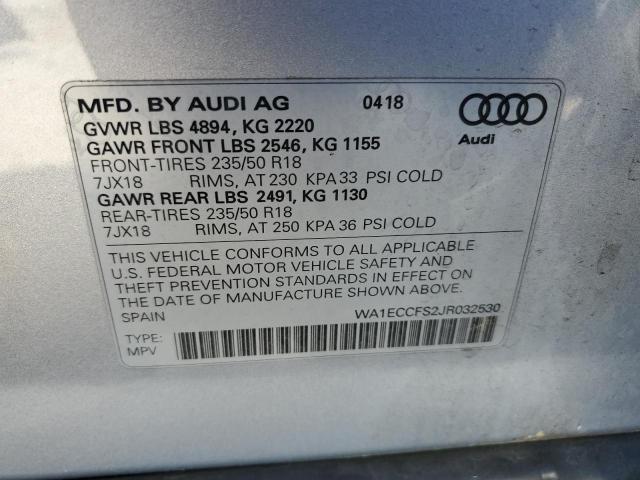 MFD. BY AUDI AG 0418
GVWR LBS 4894, KG 2220
GAWR FRONT LBS 2546, KG 1155
FRONT-TIRES 235/50 R18
7JX18 RIMS, AT 230 KPA 33 PSI COLD
GAWR REAR LBS 2491, KG 1130
REAR-TIRES 235/50 R18
7JX18 RIMS, AT 250 KPA 36 PSI COLD
Audi
THIS VEHICLE CONFORMS TO ALL APPLICABLE
U.S. FEDERAL MOTOR VEHICLE SAFETY AND
THEFT PREVENTION STANDARDS IN EFFECT ON
THE DATE OF MANUFACTURE SHOWN ABOVE.
SPAIN WA1ECCFS2JR032530
TYPE:
MPV